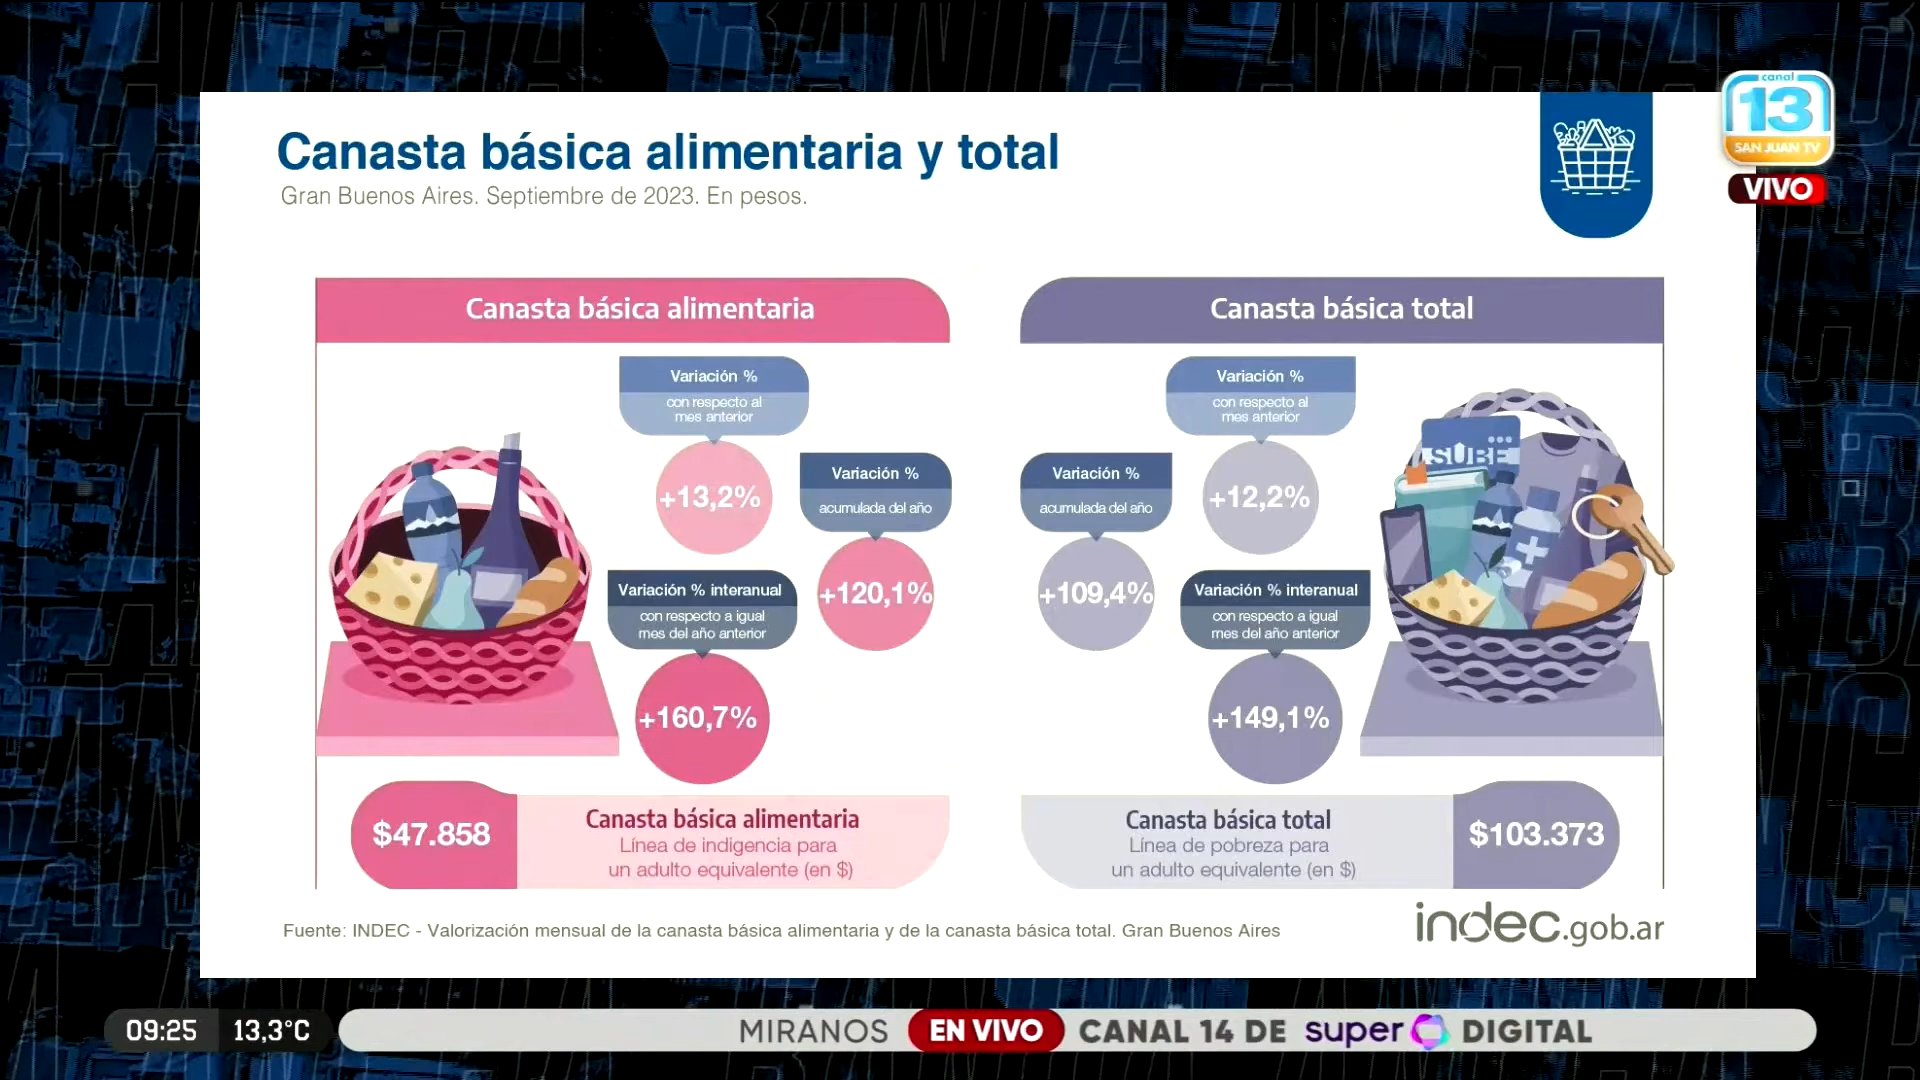 Canasta básica alimentaria y total
Gran Buenos Aires. Septiembre de 2023. En pesos.
canal
13
SAN JUAN TV
VIVO
Canasta básica alimentaria
Variación %
con respecto al
mes anterior
+13,2%
Variación %
acumulada del año
+120,1%
Variación % interanual
con respecto a igual
mes del año anterior
+160,7%
$47.858
Canasta básica alimentaria
Línea de indigencia para
un adulto equivalente (en $)
Canasta básica total
Variación %
con respecto al
mes anterior
+12,2%
Variación %
acumulada del año
+109,4%
Variación % interanual
con respecto a igual
mes del año anterior
+149,1%
SUBE
Canasta básica total
Línea de pobreza para
un adulto equivalente (en $)
$103.373
Fuente: INDEC - Valorización mensual de la canasta básica alimentaria y de la canasta básica total. Gran Buenos Aires
indec.gob.ar
09:25 13,3°C
MIRANOS EN VIVO CANAL 14 DE super DIGITAL